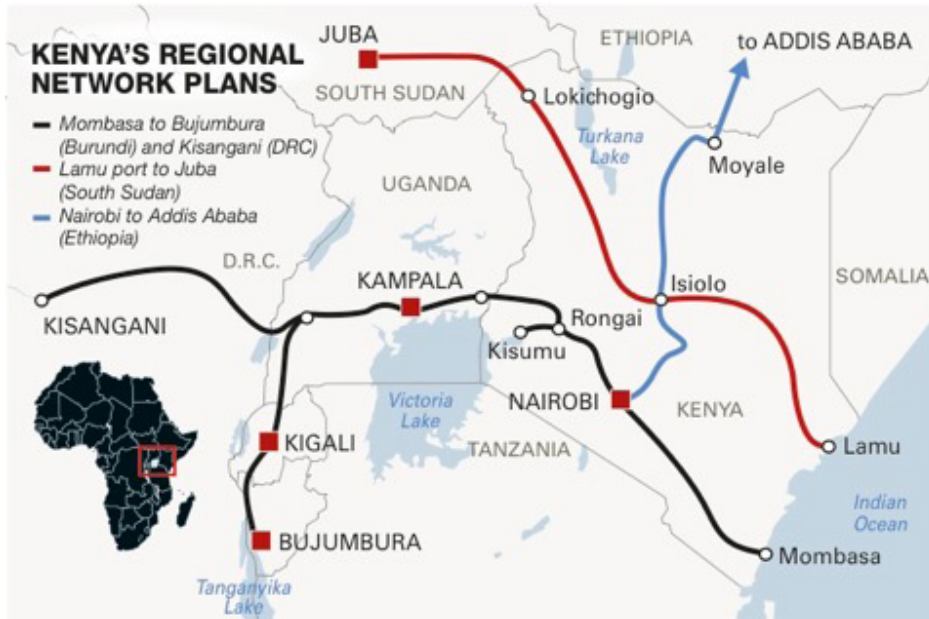 KENYA'S REGIONAL
NETWORK PLANS
Mombasa to Bujumbura
(Burundi) and Kisangani (DRC)
Lamu port to Juba
(South Sudan)
Nairobi to Addis Ababa
(Ethiopia)
JUBA
SOUTH SUDAN
ETHIOPIA
to ADDIS ABABA
Lokichogio
Turkana
Lake
Moyale
UGANDA
D.R.C.
SOMALIA
KISANGANI
KAMPALA
Isiolo
Rongai
Kisumu
Victoria
Lake
NAIROBI
KENYA
KIGALI
TANZANIA
Lamu
Indian
Ocean
BUJUMBURA
Mombasa
Tanganyika
Lake